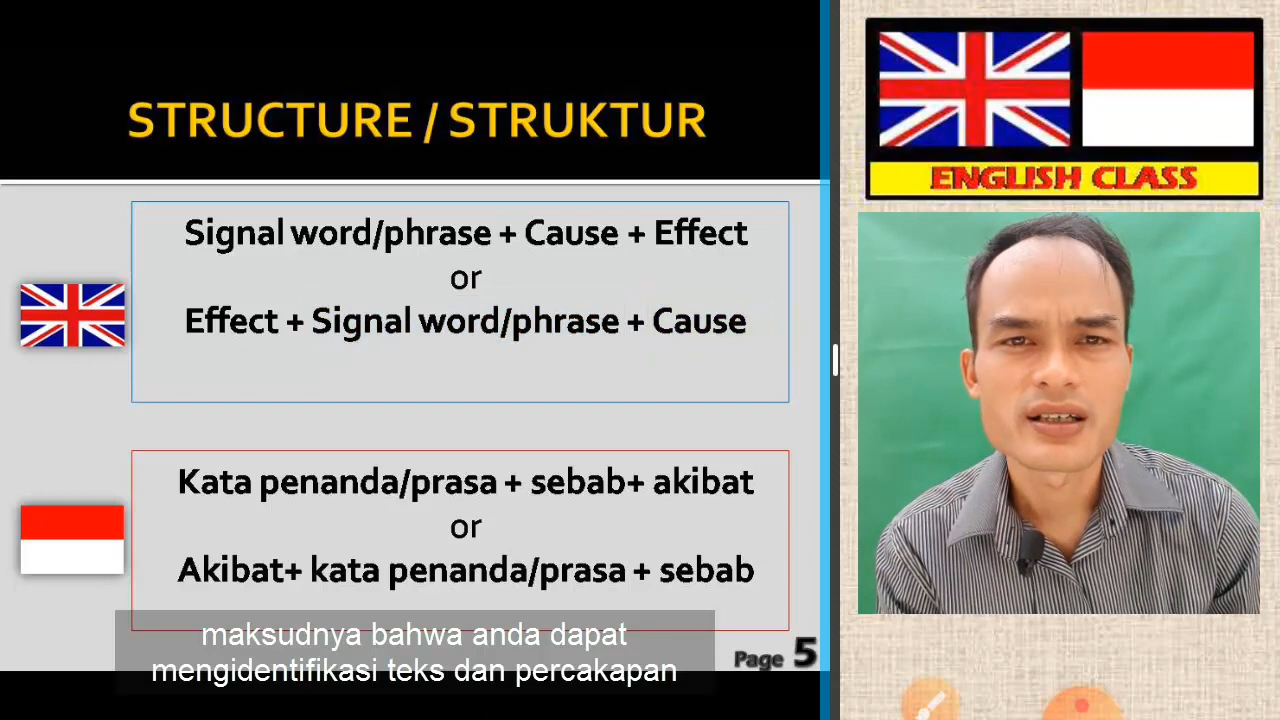 STRUCTURE / STRUKTUR
Signal word/phrase + Cause + Effect
or
Effect + Signal word/phrase + Cause
Kata penanda/prasa + sebab+ akibat
or
Akibat+ kata penanda/prasa + sebab
Page 5
maksudnya bahwa anda dapat
mengidentifikasi teks dan percakapan
ENGLISH CLASS